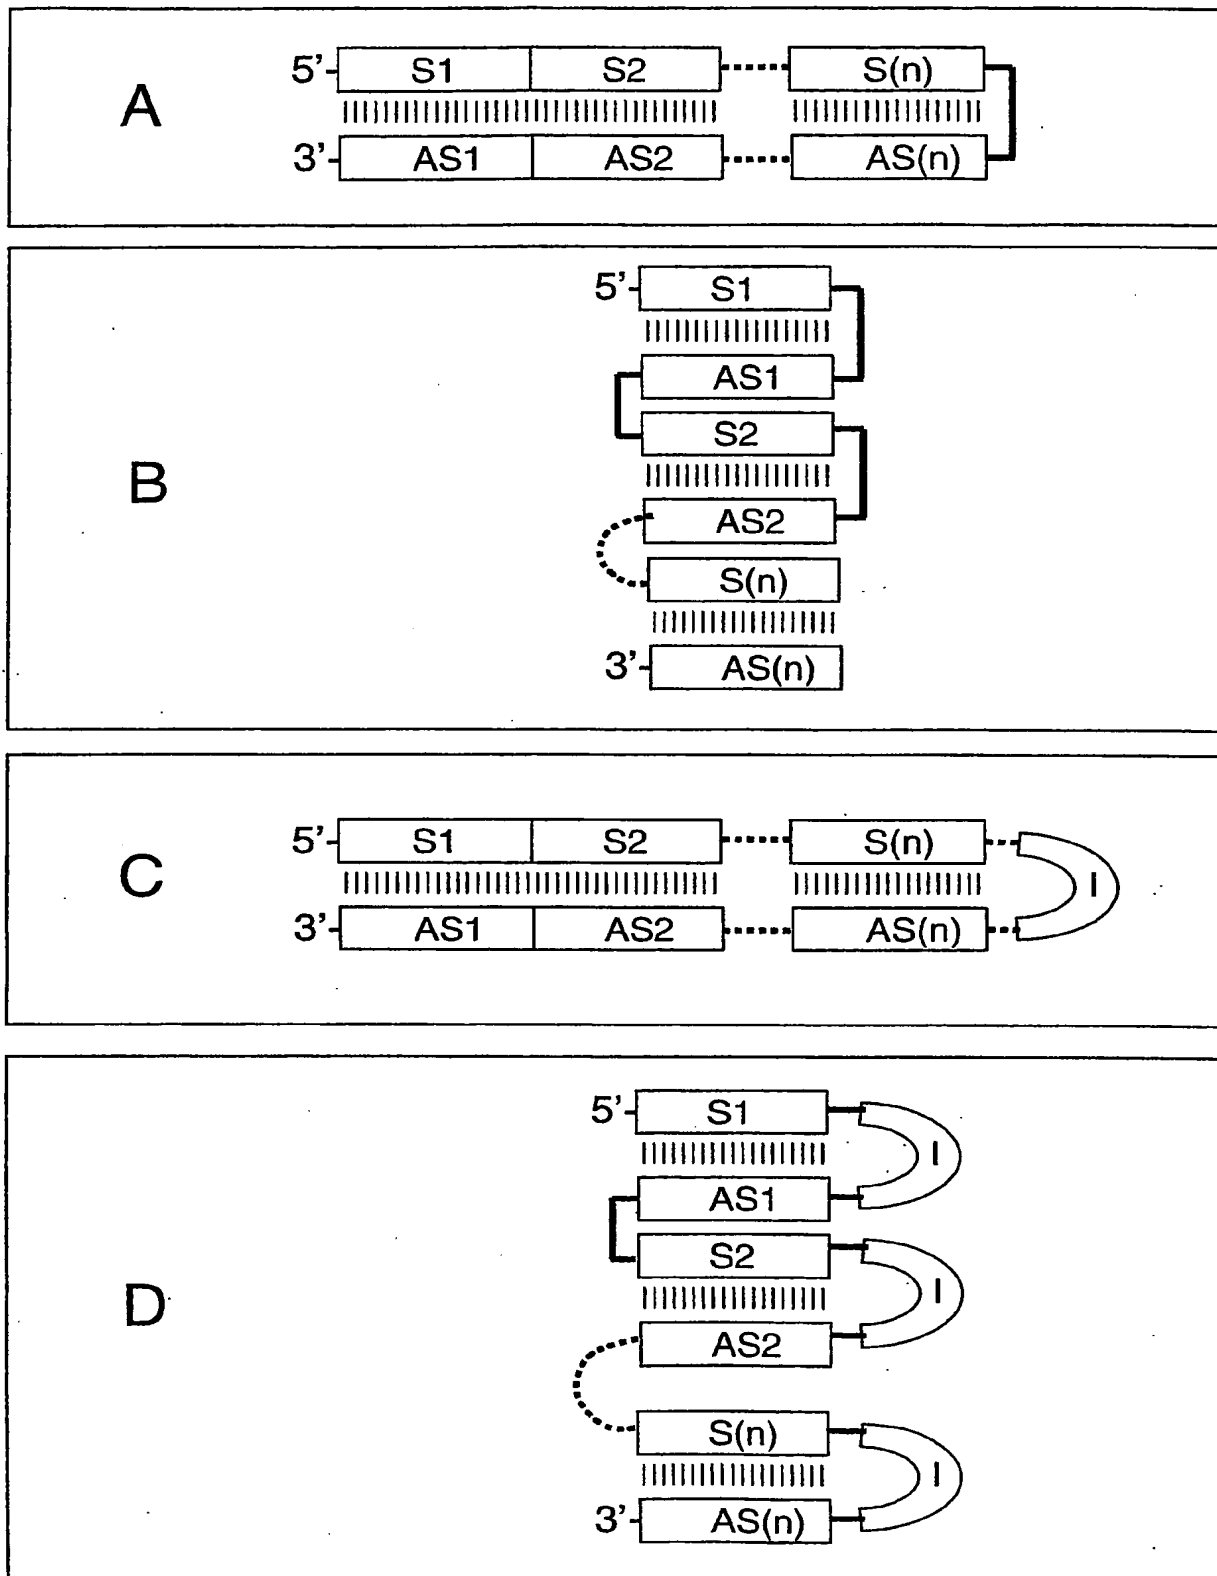 A
5' S1 S2 S(n)
3' AS1 AS2 AS(n)
B
5' S1
AS1
S2
AS2
S(n)
3' AS(n)
C
5' S1 S2 S(n)
I
3' AS1 AS2 AS(n)
D
5' S1
I
AS1
S2
I
AS2
S(n)
I
3' AS(n)